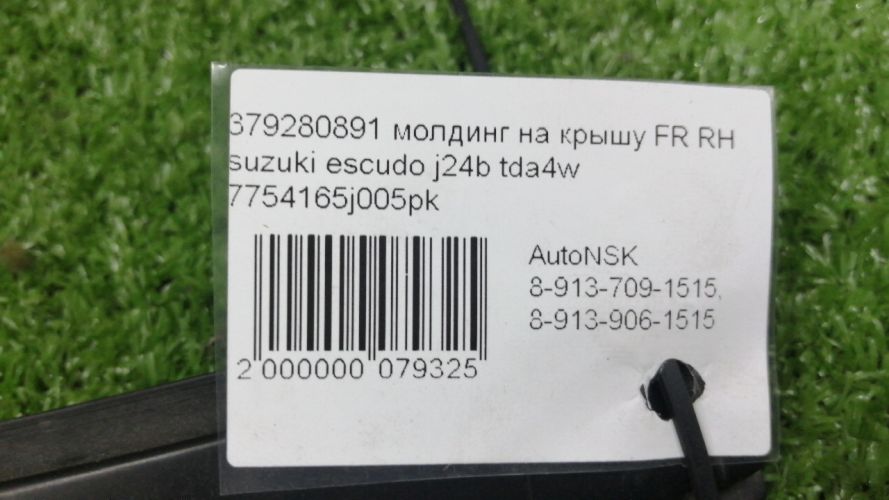 379280891 молдинг на крышу FR RH
suzuki escudo j24b tda4w
7754165j005pk
AutoNSK
8-913-709-1515,
8-913-906-1515
2 000000 079325